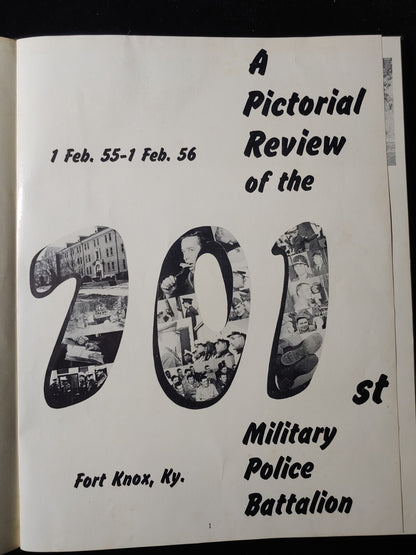 A
Pictorial
Review
of the
1 Feb. 55-1 Feb. 56
701
st
Military
Police
Battalion
Fort Knox, Ky.
1